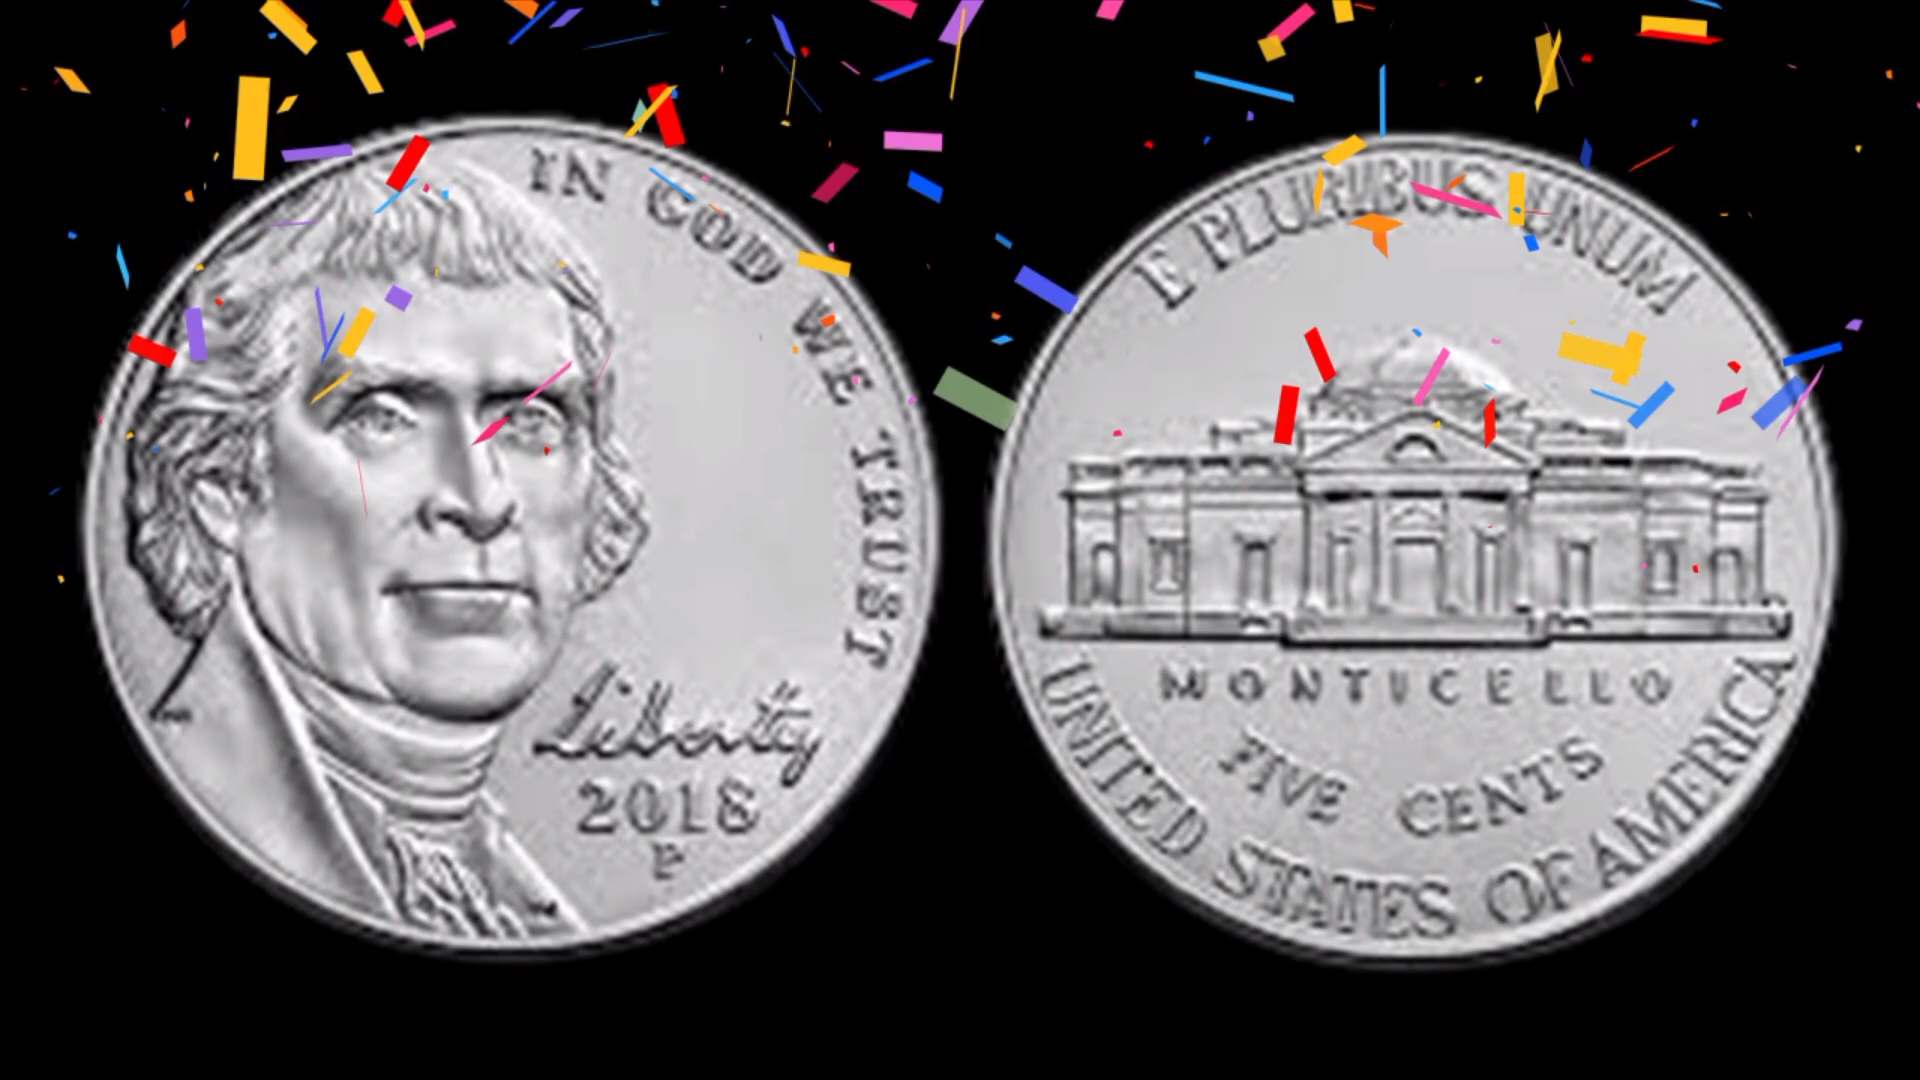 IN GOD WE TRUST
Liberty
2018
P
E PLURIBUS UNUM
MONTICELLO
FIVE CENTS
UNITED STATES OF AMERICA